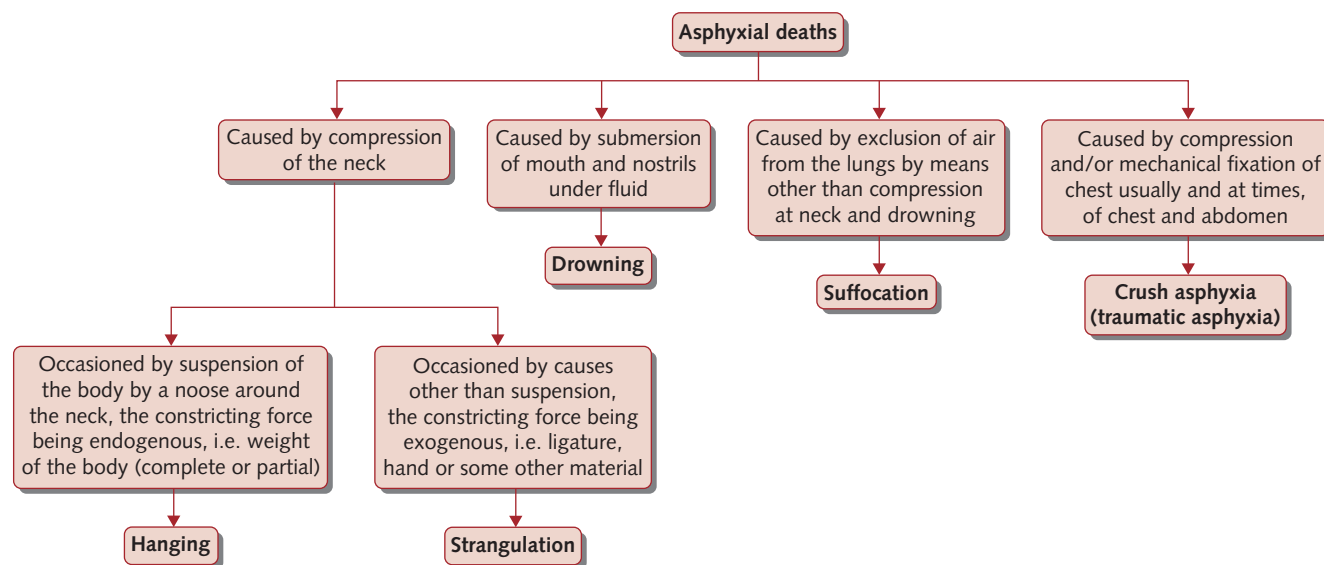 Asphyxial deaths
Caused by compression
of the neck
Caused by submersion
of mouth and nostrils
under fluid
Caused by exclusion of air
from the lungs by means
other than compression
at neck and drowning
Caused by compression
and/or mechanical fixation of
chest usually and at times,
of chest and abdomen
Drowning
Suffocation
Crush asphyxia
(traumatic asphyxia)
Occasioned by suspension of
the body by a noose around
the neck, the constricting force
being endogenous, i.e. weight
of the body (complete or partial)
Occasioned by causes
other than suspension,
the constricting force being
exogenous, i.e. ligature,
hand or some other material
Hanging
Strangulation